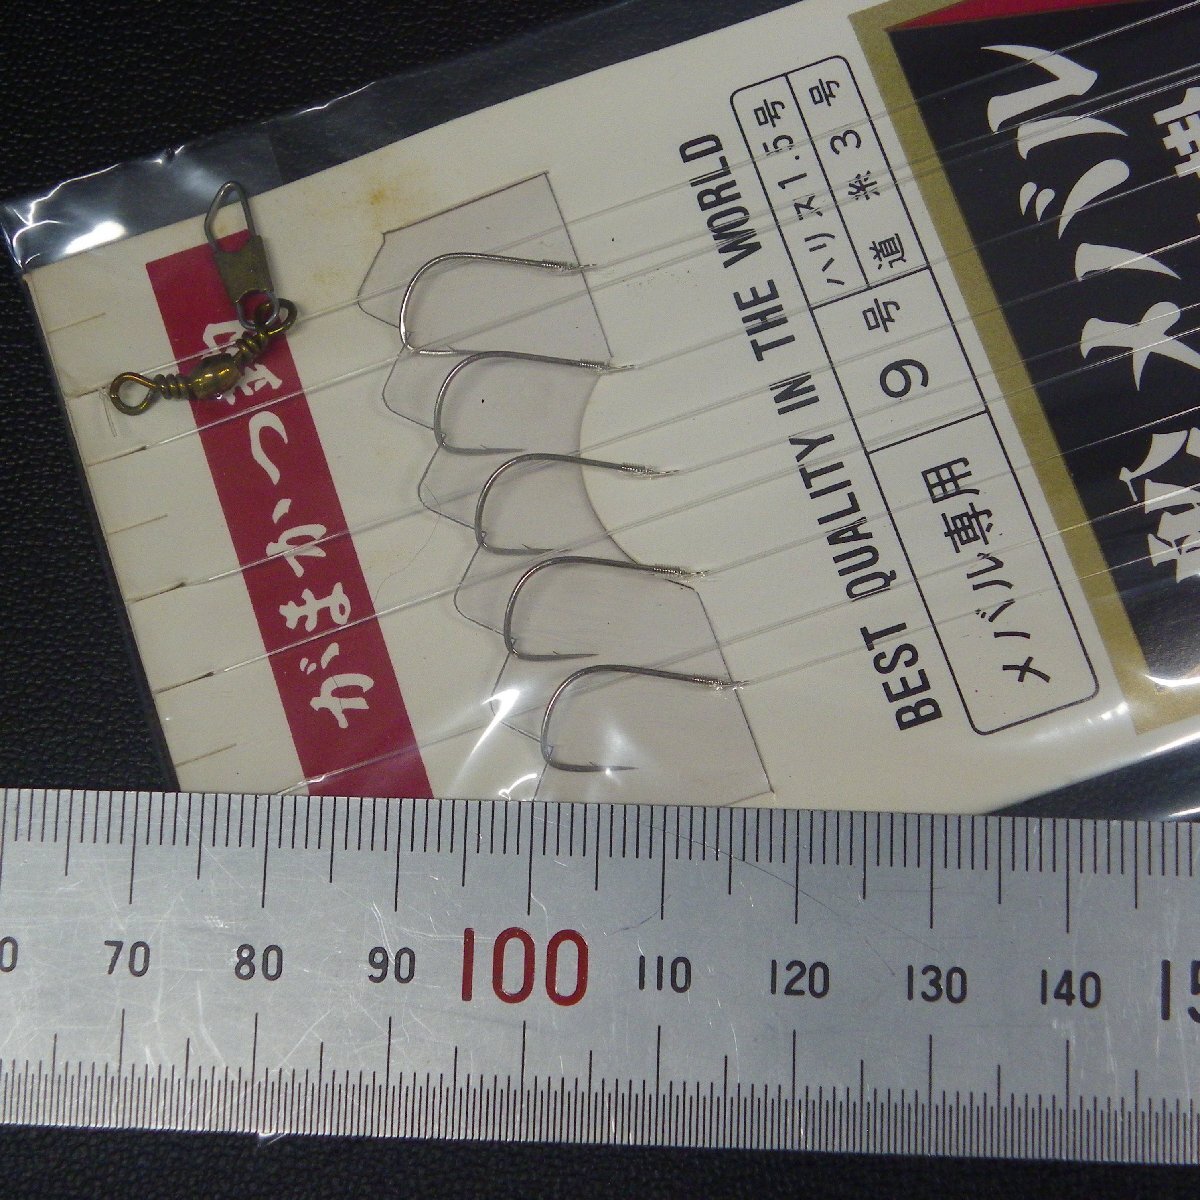 がまかつ
BEST QUALITY IN THE WORLD
メバル専用
9号
ハリス1.5号
道糸3号
船メバル
70 80 90 100 110 120 130 140